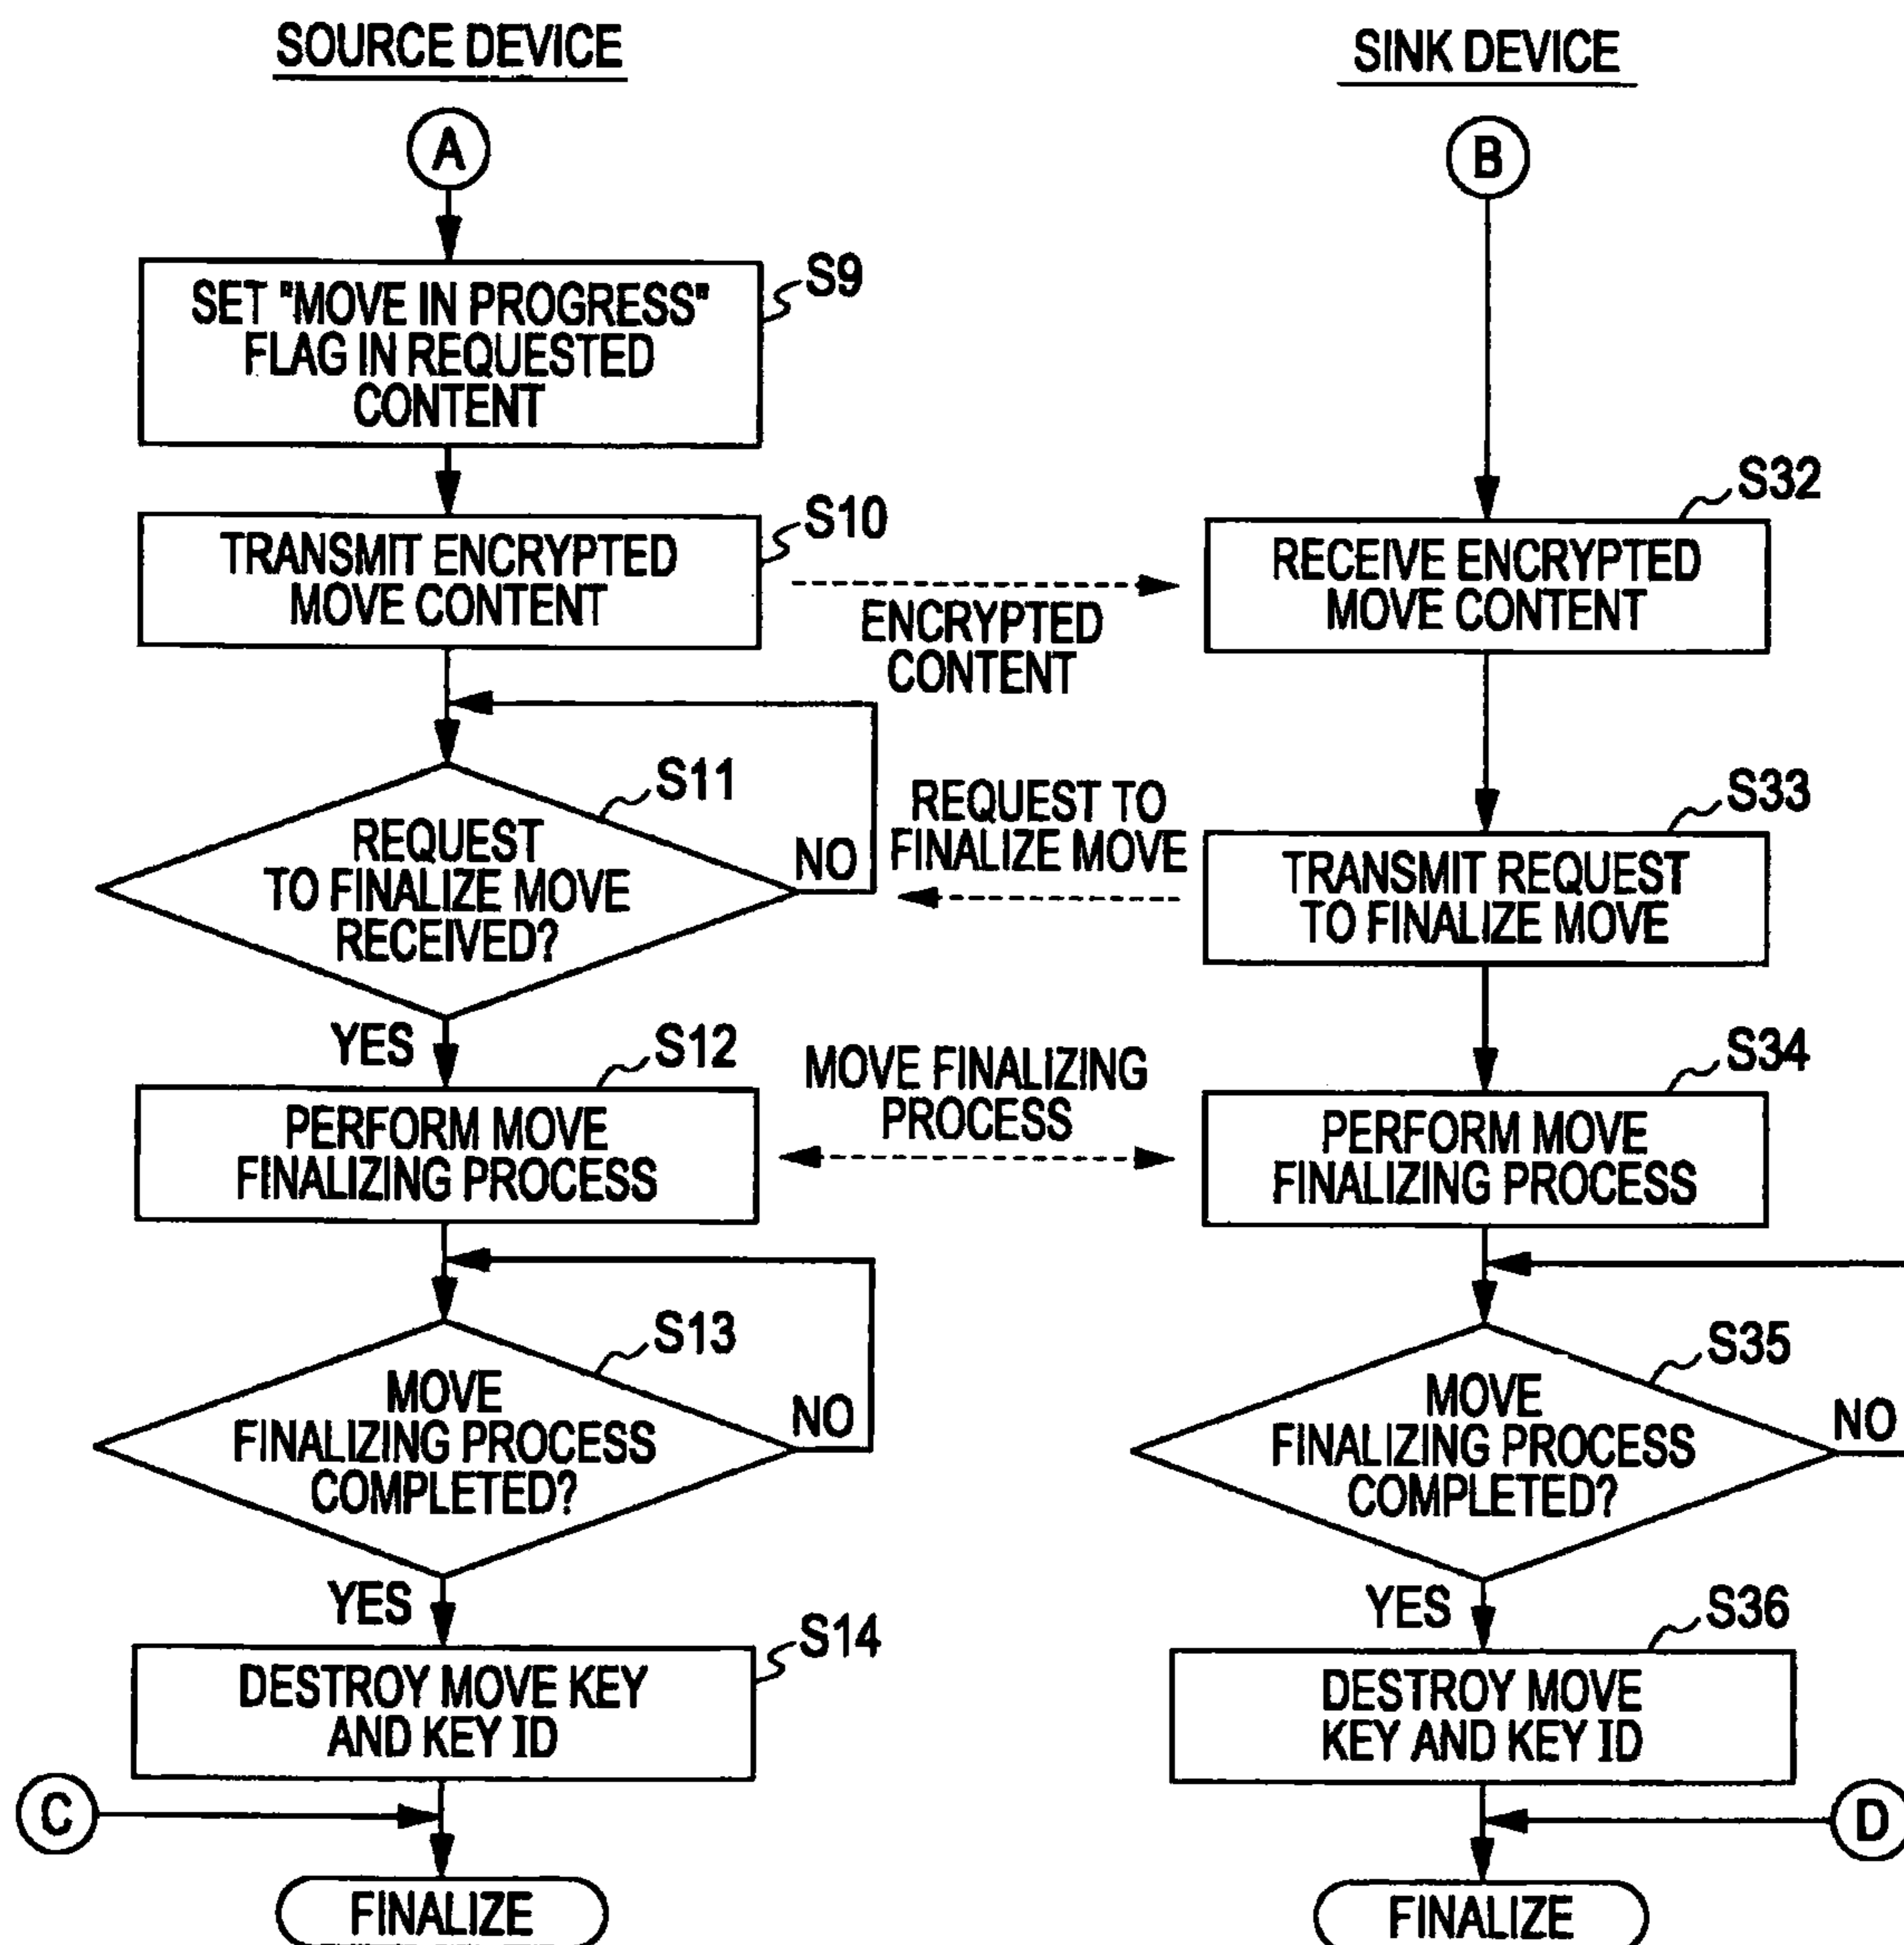 SOURCE DEVICE
A
SET "MOVE IN PROGRESS"
FLAG IN REQUESTED
CONTENT
S9
TRANSMIT ENCRYPTED
MOVE CONTENT
S10
ENCRYPTED
CONTENT
REQUEST
TO FINALIZE MOVE
RECEIVED?
S11
NO
YES
REQUEST TO
FINALIZE MOVE
PERFORM MOVE
FINALIZING PROCESS
S12
MOVE FINALIZING
PROCESS
MOVE
FINALIZING PROCESS
COMPLETED?
S13
NO
YES
DESTROY MOVE KEY
AND KEY ID
S14
C
FINALIZE
SINK DEVICE
B
RECEIVE ENCRYPTED
MOVE CONTENT
S32
TRANSMIT REQUEST
TO FINALIZE MOVE
S33
PERFORM MOVE
FINALIZING PROCESS
S34
MOVE
FINALIZING PROCESS
COMPLETED?
S35
NO
YES
DESTROY MOVE
KEY AND KEY ID
S36
D
FINALIZE